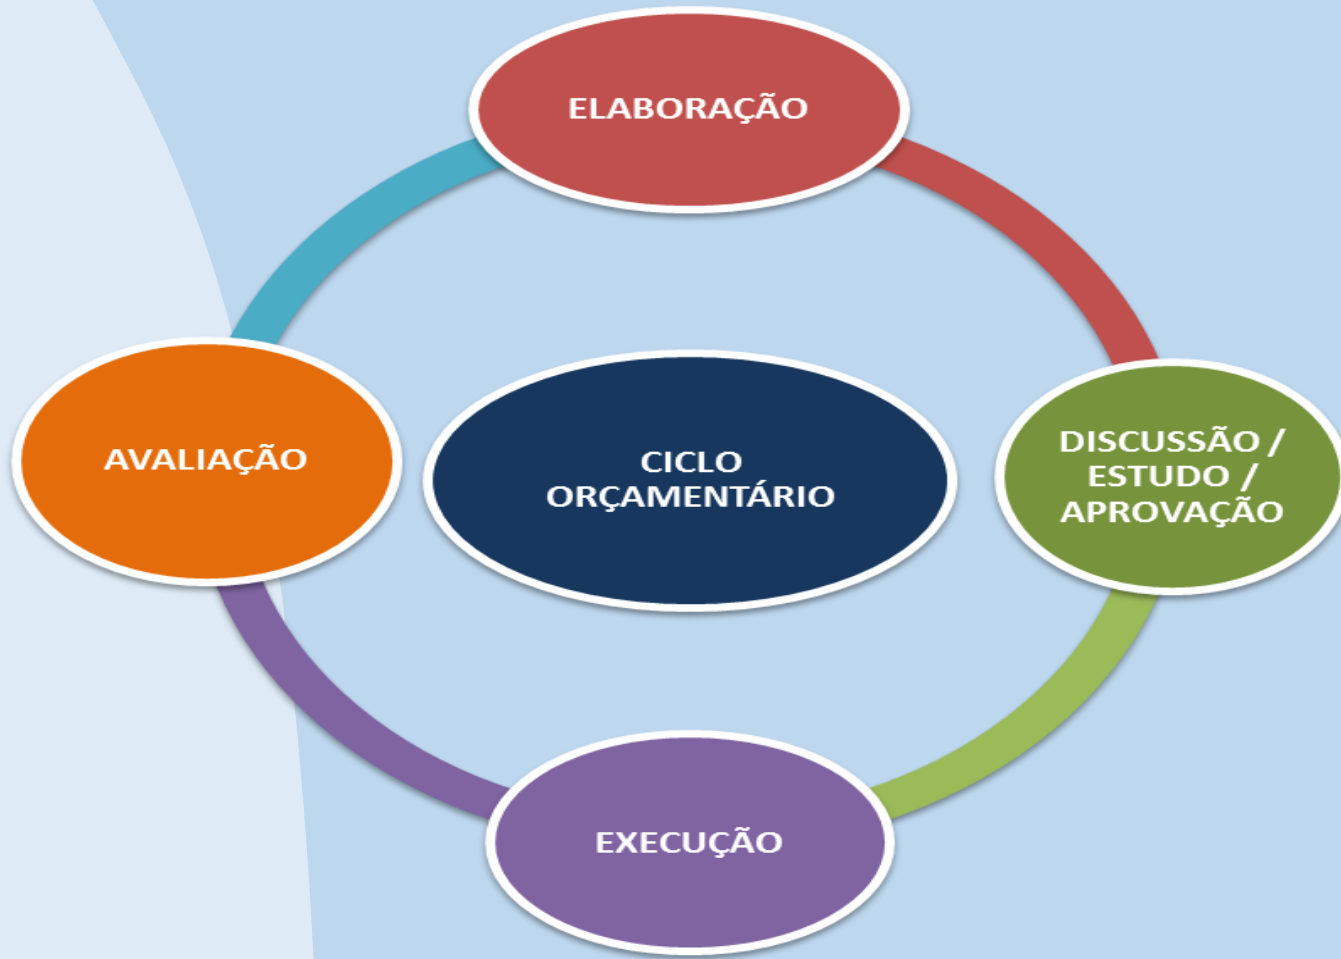 ELABORAÇÃO
AVALIAÇÃO
CICLO
ORÇAMENTÁRIO
DISCUSSÃO /
ESTUDO /
APROVAÇÃO
EXECUÇÃO